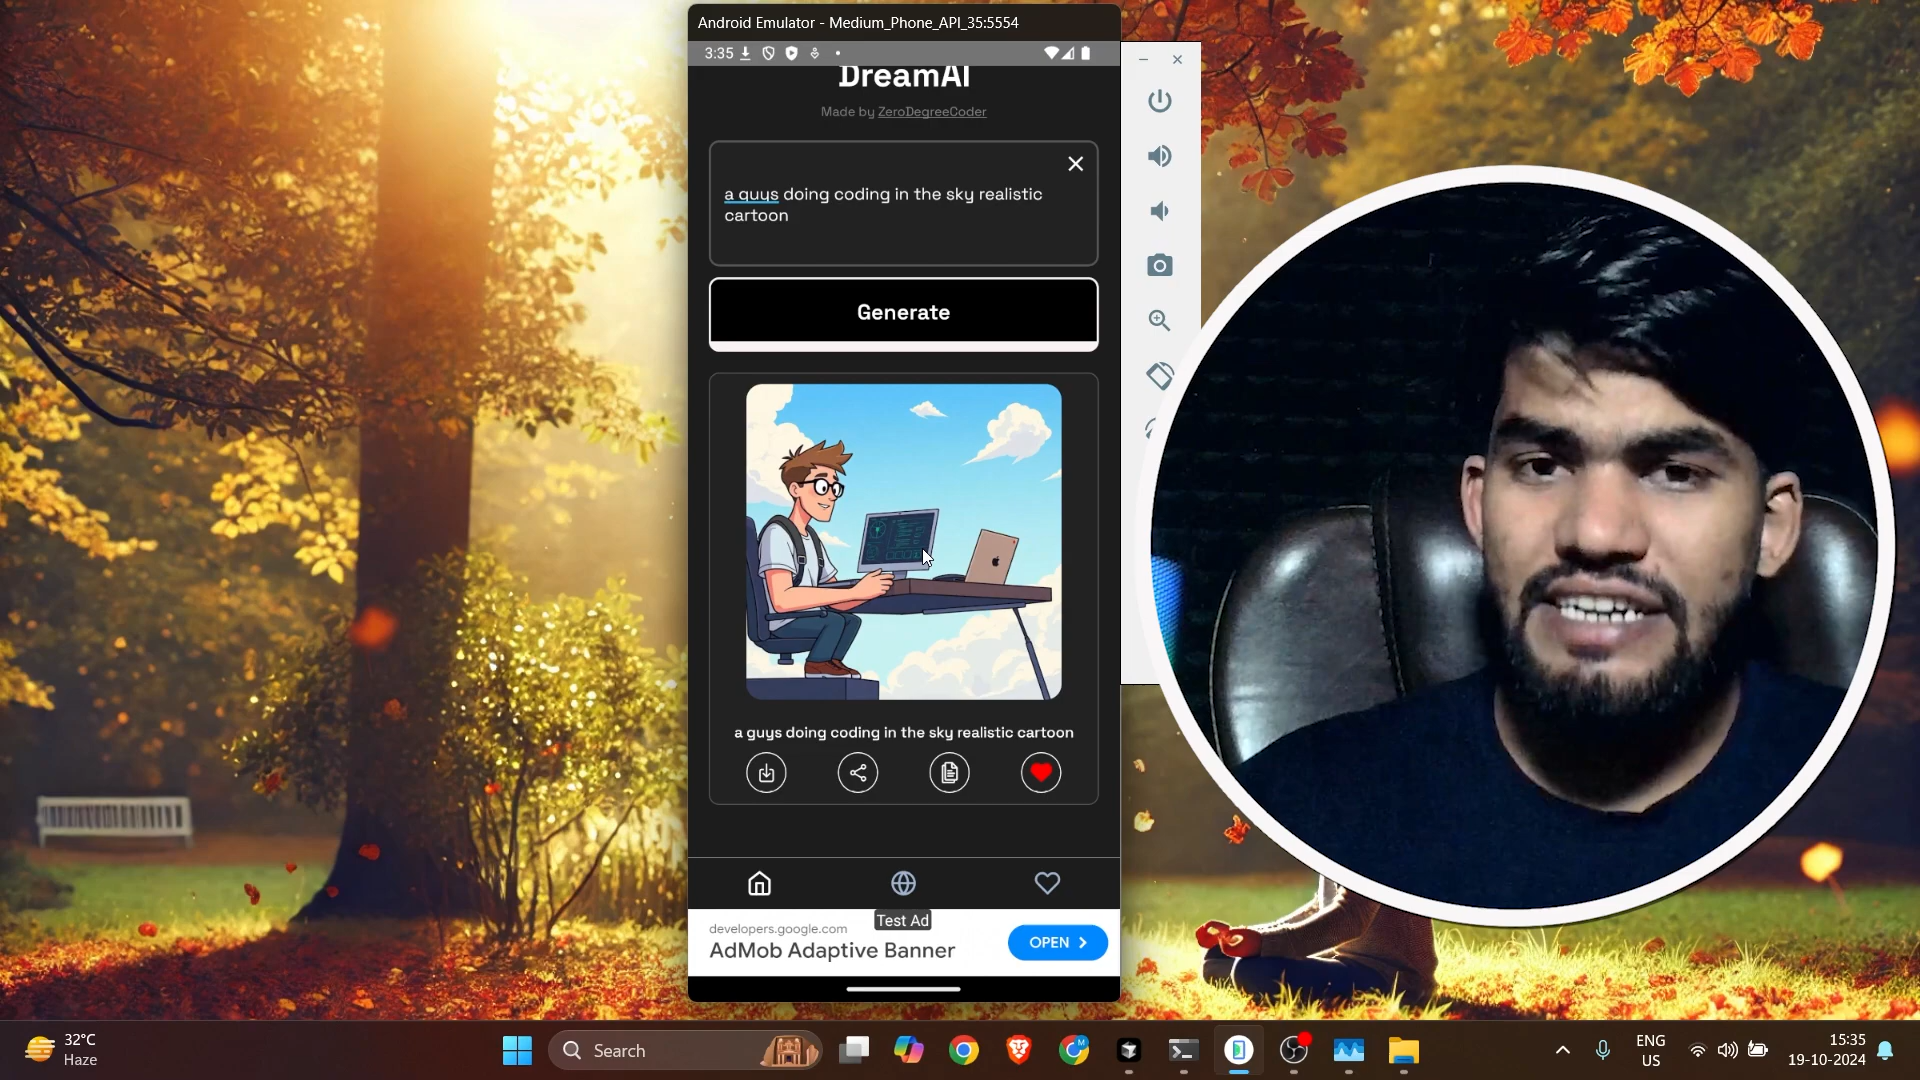 Android Emulator - Medium_Phone_API_35:5554
3:35
DreamAI
Made by ZeroDegreeCoder
a guys doing coding in the sky realistic
cartoon
Generate
a guys doing coding in the sky realistic cartoon
Test Ad
developers.google.com
AdMob Adaptive Banner
OPEN
32°C
Haze
Search
M
ENG
US
15:35
19-10-2024